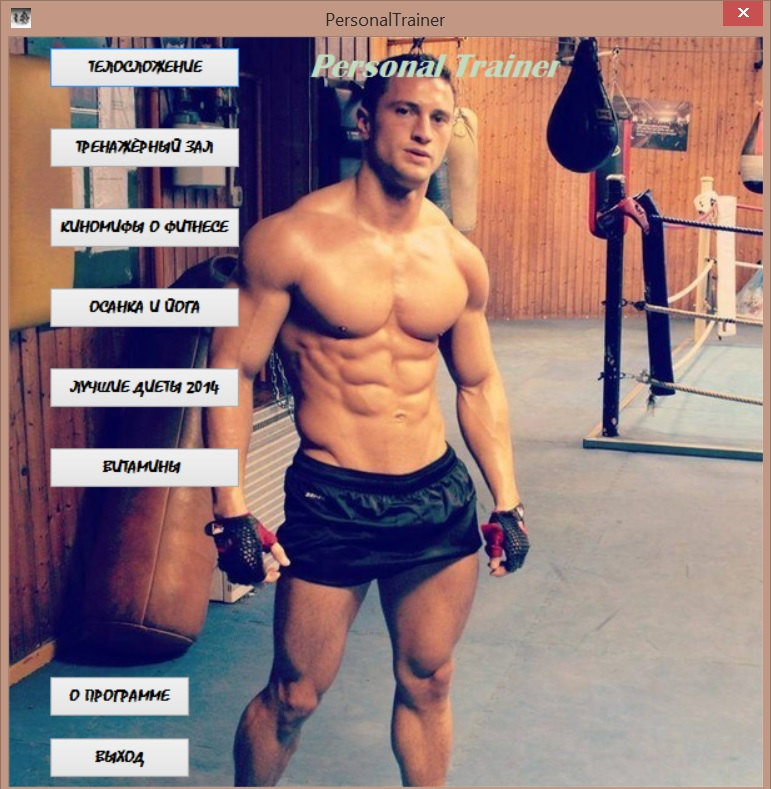 PersonalTrainer
Personal Trainer
ТЕЛОСЛОЖЕНИЕ
ТРЕНАЖЁРНЫЙ ЗАЛ
КИНОМИФЫ О ФИТНЕСЕ
ОСАНКА И ЙОГА
ЛУЧШИЕ ДИЕТЫ 2014
ВИТАМИНЫ
О ПРОГРАММЕ
ВЫХОД